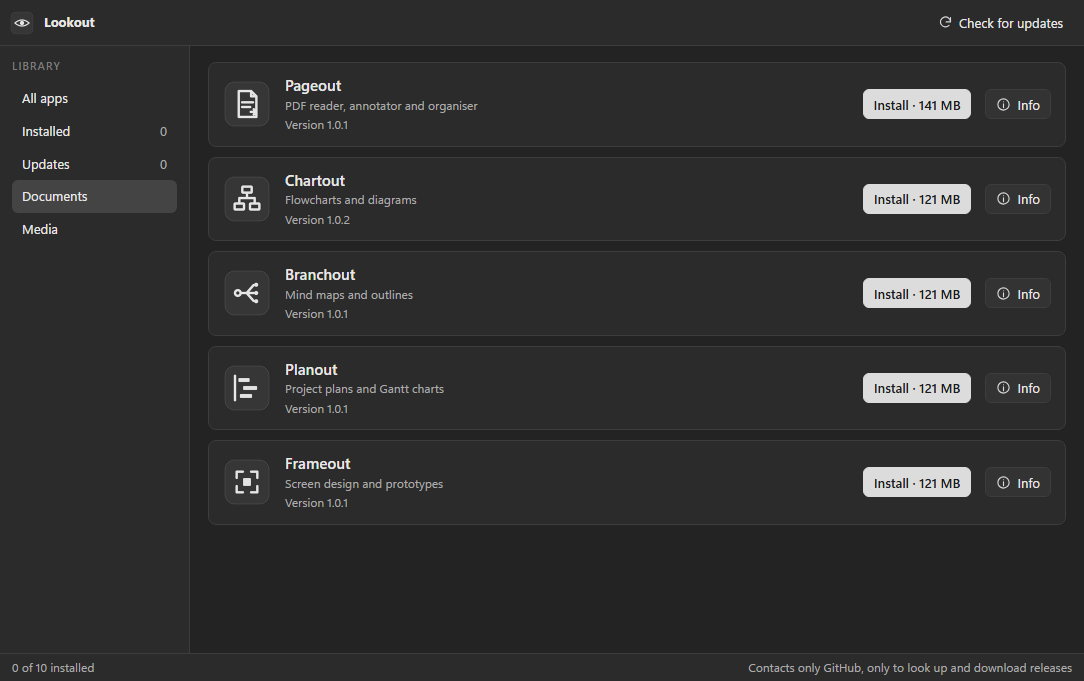 Lookout
Check for updates
LIBRARY
All apps
Installed 0
Updates 0
Documents
Media
Pageout
PDF reader, annotator and organiser
Version 1.0.1
Install · 141 MB
Info
Chartout
Flowcharts and diagrams
Version 1.0.2
Install · 121 MB
Info
Branchout
Mind maps and outlines
Version 1.0.1
Install · 121 MB
Info
Planout
Project plans and Gantt charts
Version 1.0.1
Install · 121 MB
Info
Frameout
Screen design and prototypes
Version 1.0.1
Install · 121 MB
Info
0 of 10 installed
Contacts only GitHub, only to look up and download releases